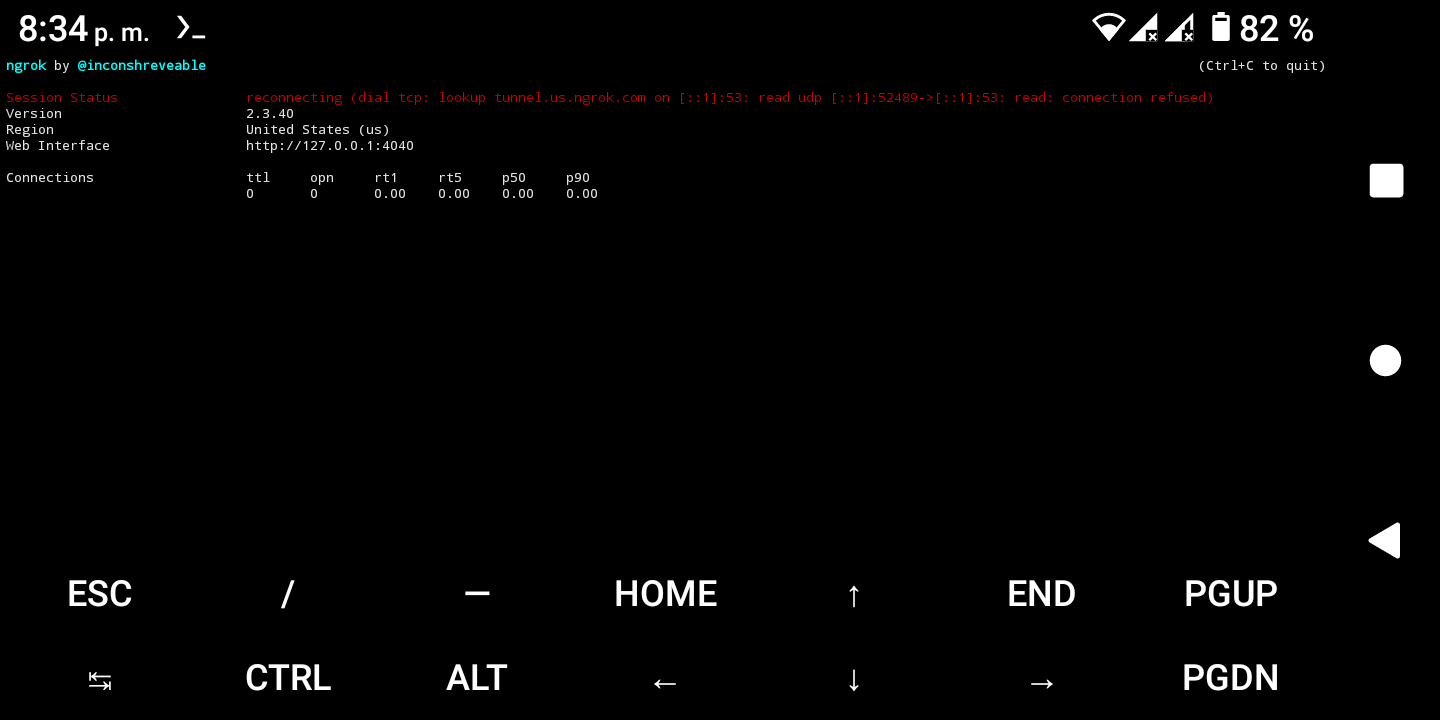 8:34 p. m. 82 %
ngrok by @inconshreveable (Ctrl+C to quit)
Session Status reconnecting (dial tcp: lookup tunnel.us.ngrok.com on [::1]:53: read udp [::1]:52489->[::1]:53: read: connection refused)
Version 2.3.40
Region United States (us)
Web Interface http://127.0.0.1:4040
Connections ttl opn rt1 rt5 p50 p90
0 0 0.00 0.00 0.00 0.00
ESC / — HOME ↑ END PGUP
↹ CTRL ALT ← ↓ → PGDN